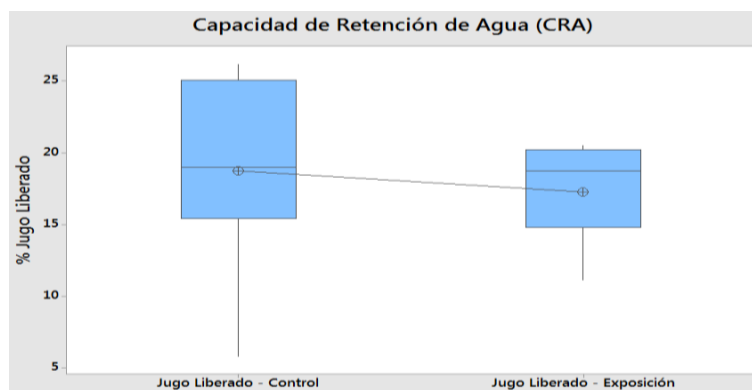 Capacidad de Retención de Agua (CRA)
% Jugo Liberado
25
20
15
10
5
Jugo Liberado - Control
Jugo Liberado - Exposición